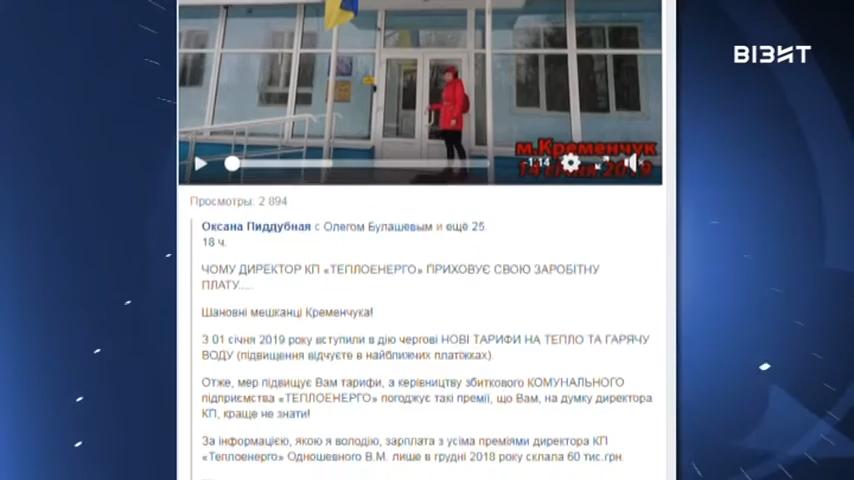 ВІЗИТ
м.Кременчук
14 січня 2019
-1:14
Просмотры: 2 894
Оксана Пиддубная с Олегом Булашевым и ещё 25.
18 ч.
ЧОМУ ДИРЕКТОР КП «ТЕПЛОЕНЕРГО» ПРИХОВУЄ СВОЮ ЗАРОБІТНУ
ПЛАТУ.....
Шановні мешканці Кременчука!
З 01 січня 2019 року вступили в дію чергові НОВІ ТАРИФИ НА ТЕПЛО ТА ГАРЯЧУ
ВОДУ (підвищення відчуєте в найближчих платіжках).
Отже, мер підвищує Вам тарифи, а керівництву збиткового КОМУНАЛЬНОГО
підприємства «ТЕПЛОЕНЕРГО» погоджує такі премії, що Вам, на думку директора
КП, краще не знати!
За інформацією, якою я володію, зарплата з усіма преміями директора КП
«Теплоенерго» Одношевного В.М. лише в грудні 2018 року склала 60 тис.грн.